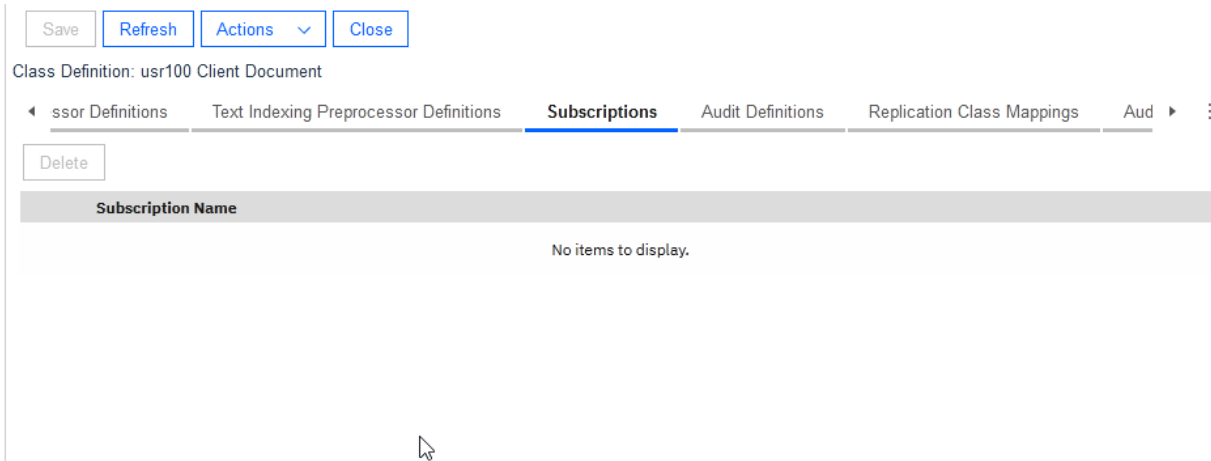 Save Refresh Actions Close
Class Definition: usr100 Client Document
ssor Definitions Text Indexing Preprocessor Definitions Subscriptions Audit Definitions Replication Class Mappings Aud
Delete
Subscription Name
No items to display.